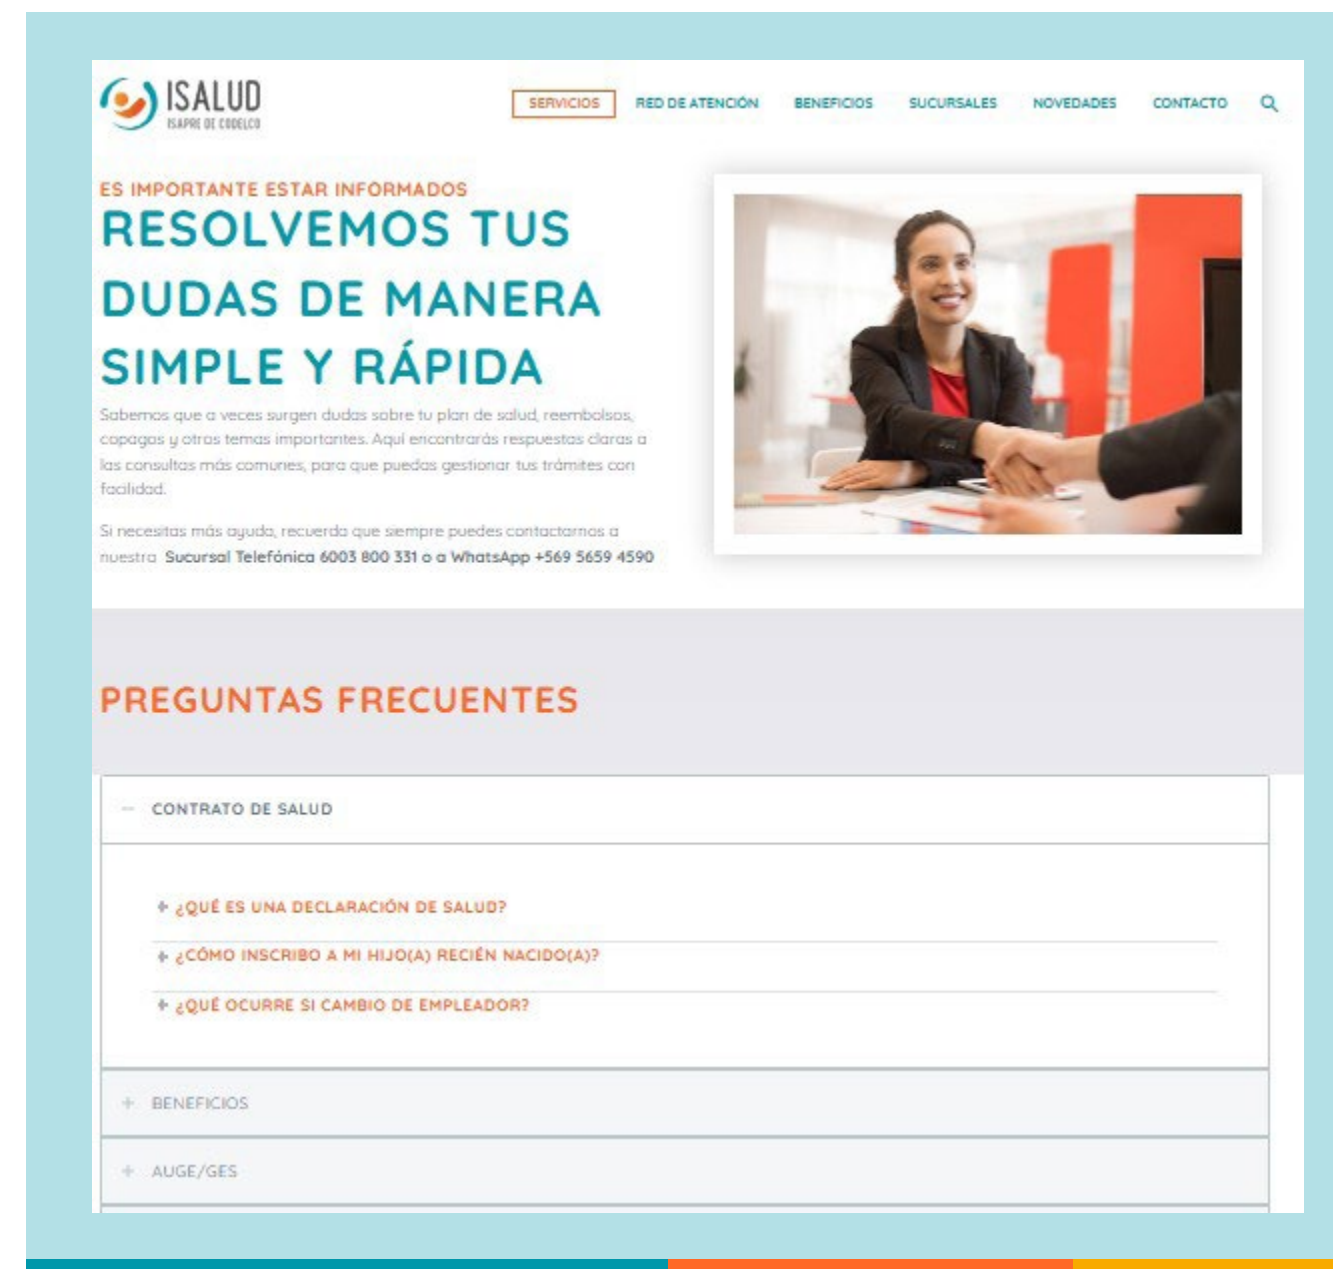 ISALUD
ISAPRE DE CODELCO
SERVICIOS RED DE ATENCIÓN BENEFICIOS SUCURSALES NOVEDADES CONTACTO
ES IMPORTANTE ESTAR INFORMADOS
RESOLVEMOS TUS
DUDAS DE MANERA
SIMPLE Y RÁPIDA
Sabemos que a veces surgen dudas sobre tu plan de salud, reembolsos,
copagos y otros temas importantes. Aquí encontrarás respuestas claras a
las consultas más comunes, para que puedas gestionar tus trámites con
facilidad.
Si necesitas más ayuda, recuerda que siempre puedes contactarnos a
nuestra Sucursal Telefónica 6003 800 331 o a WhatsApp +569 5659 4590
PREGUNTAS FRECUENTES
– CONTRATO DE SALUD
+ ¿QUÉ ES UNA DECLARACIÓN DE SALUD?
+ ¿CÓMO INSCRIBO A MI HIJO(A) RECIÉN NACIDO(A)?
+ ¿QUÉ OCURRE SI CAMBIO DE EMPLEADOR?
+ BENEFICIOS
+ AUGE/GES